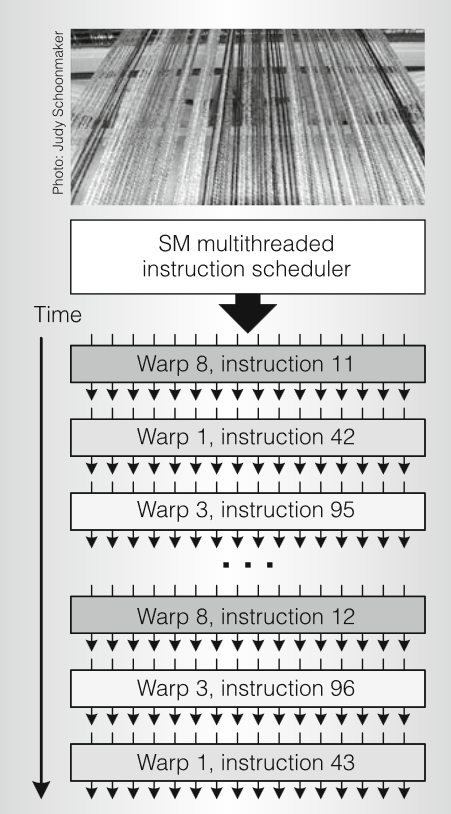 Photo: Judy Schoonmaker
SM multithreaded
instruction scheduler
Time
Warp 8, instruction 11
Warp 1, instruction 42
Warp 3, instruction 95
. . .
Warp 8, instruction 12
Warp 3, instruction 96
Warp 1, instruction 43